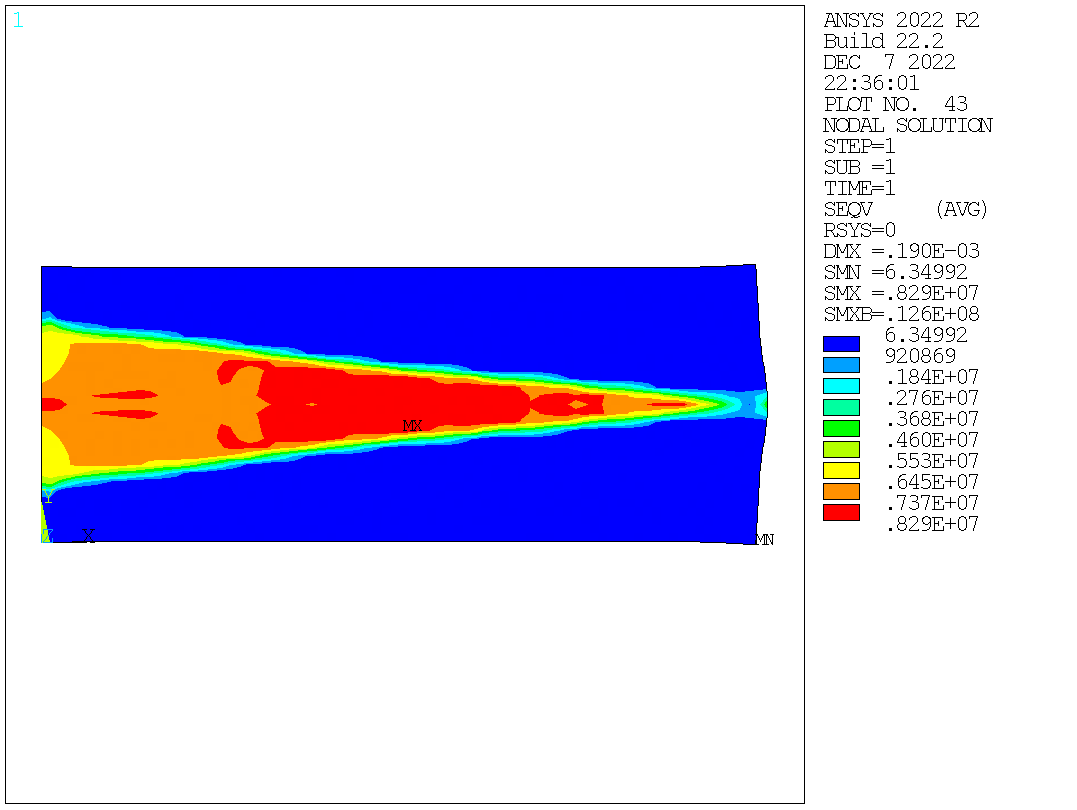 1
ANSYS 2022 R2
Build 22.2
DEC  7 2022
22:36:01
PLOT NO.  43
NODAL SOLUTION
STEP=1
SUB =1
TIME=1
SEQV     (AVG)
RSYS=0
DMX =.190E-03
SMN =6.34992
SMX =.829E+07
SMXB=.126E+08
6.34992
920869
.184E+07
.276E+07
.368E+07
.460E+07
.553E+07
.645E+07
.737E+07
.829E+07
MX
Y
Z X
MN